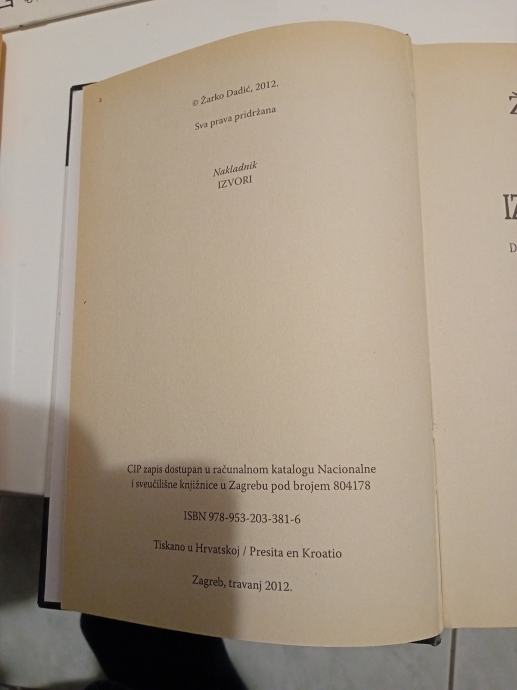 2
© Žarko Dadić, 2012.
Sva prava pridržana
Nakladnik
IZVORI
CIP zapis dostupan u računalnom katalogu Nacionalne
i sveučilišne knjižnice u Zagrebu pod brojem 804178
ISBN 978-953-203-381-6
Tiskano u Hrvatskoj / Presita en Kroatio
Zagreb, travanj 2012.